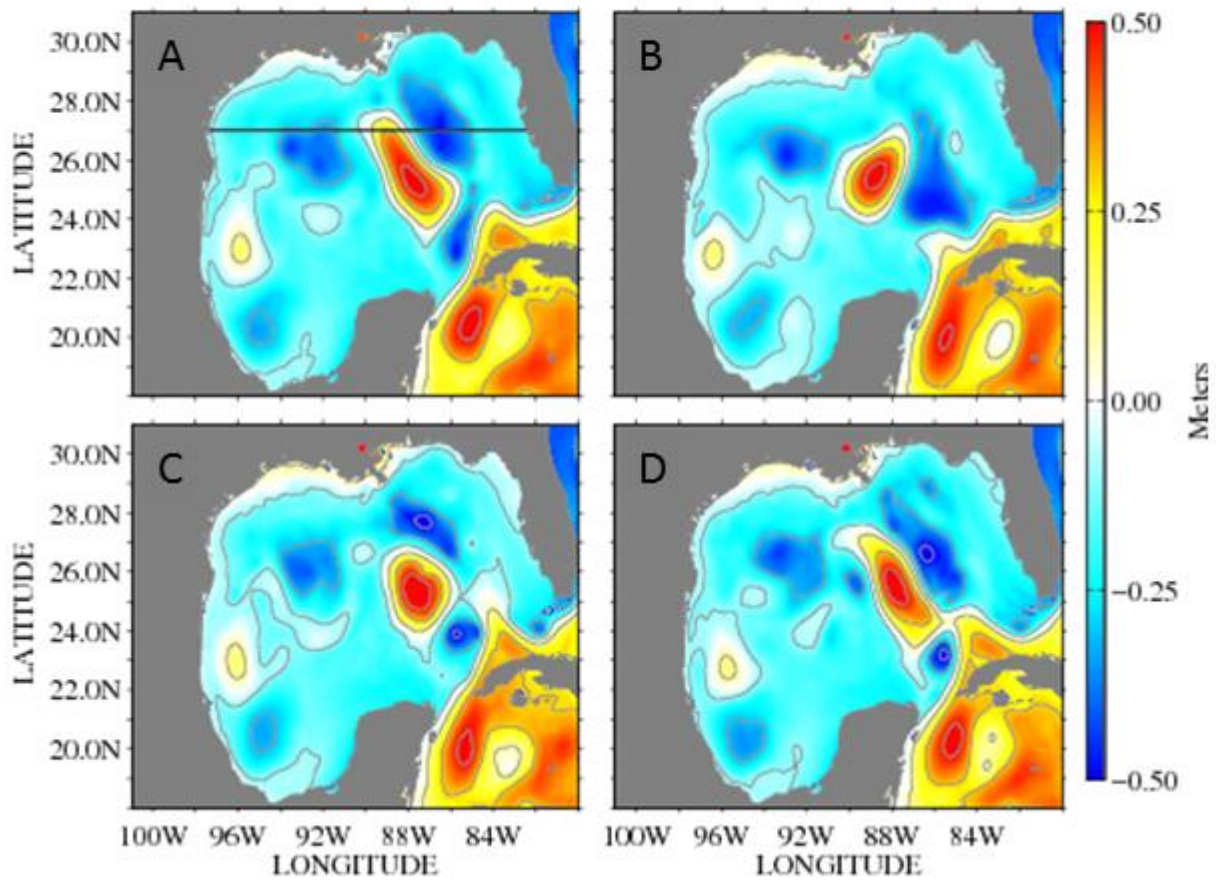 A
B
30.0N
28.0N
26.0N
24.0N
22.0N
20.0N
LATITUDE
0.50
0.25
0.00
−0.25
−0.50
Meters
C
D
30.0N
28.0N
26.0N
24.0N
22.0N
20.0N
LATITUDE
100W 96W 92W 88W 84W
LONGITUDE
100W 96W 92W 88W 84W
LONGITUDE